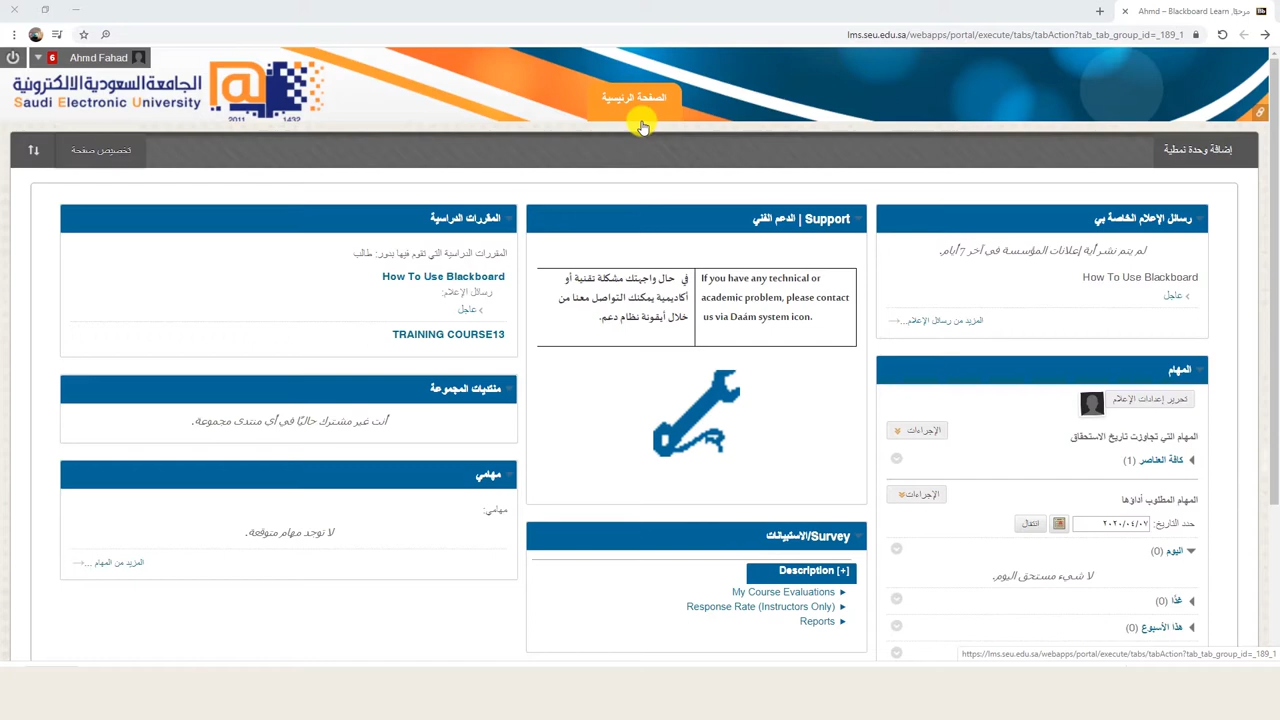 مرحبًا, Ahmd – Blackboard Learn
lms.seu.edu.sa/webapps/portal/execute/tabs/tabAction?tab_tab_group_id=_189_1
6 Ahmd Fahad
الجامعة السعودية الالكترونية
Saudi Electronic University
2011 1432
الصفحة الرئيسية
إضافة وحدة نمطية
تخصيص صفحة
رسائل الإعلام الخاصة بي
لم يتم نشر أية إعلانات المؤسسة في آخر 7 أيام.
How To Use Blackboard
عاجل
المزيد من رسائل الإعلام...
المهام
تحرير إعدادات الإعلام
المهام التي تجاوزت تاريخ الاستحقاق
الإجراءات
كافة العناصر (1)
المهام المطلوب أداؤها
الإجراءات
حدد التاريخ: ٢٠٢٠/٠٤/٠٧ انتقال
اليوم (0)
لا شيء مستحق اليوم.
غدًا (0)
هذا الأسبوع (0)
Support | الدعم الفني
If you have any technical or
academic problem, please contact
us via Daám system icon.
في حال واجهتك مشكلة تقنية أو
أكاديمية يمكنك التواصل معنا من
خلال أيقونة نظام دعم.
Survey/الاستبيانات
Description [+]
My Course Evaluations
Response Rate (Instructors Only)
Reports
المقررات الدراسية
المقررات الدراسية التي تقوم فيها بدور: طالب
How To Use Blackboard
رسائل الإعلام:
عاجل
TRAINING COURSE13
منتديات المجموعة
أنت غير مشترك حاليًا في أي منتدى مجموعة.
مهامي
مهامي:
لا توجد مهام متوقعة.
المزيد من المهام ...
https://lms.seu.edu.sa/webapps/portal/execute/tabs/tabAction?tab_tab_group_id=_189_1